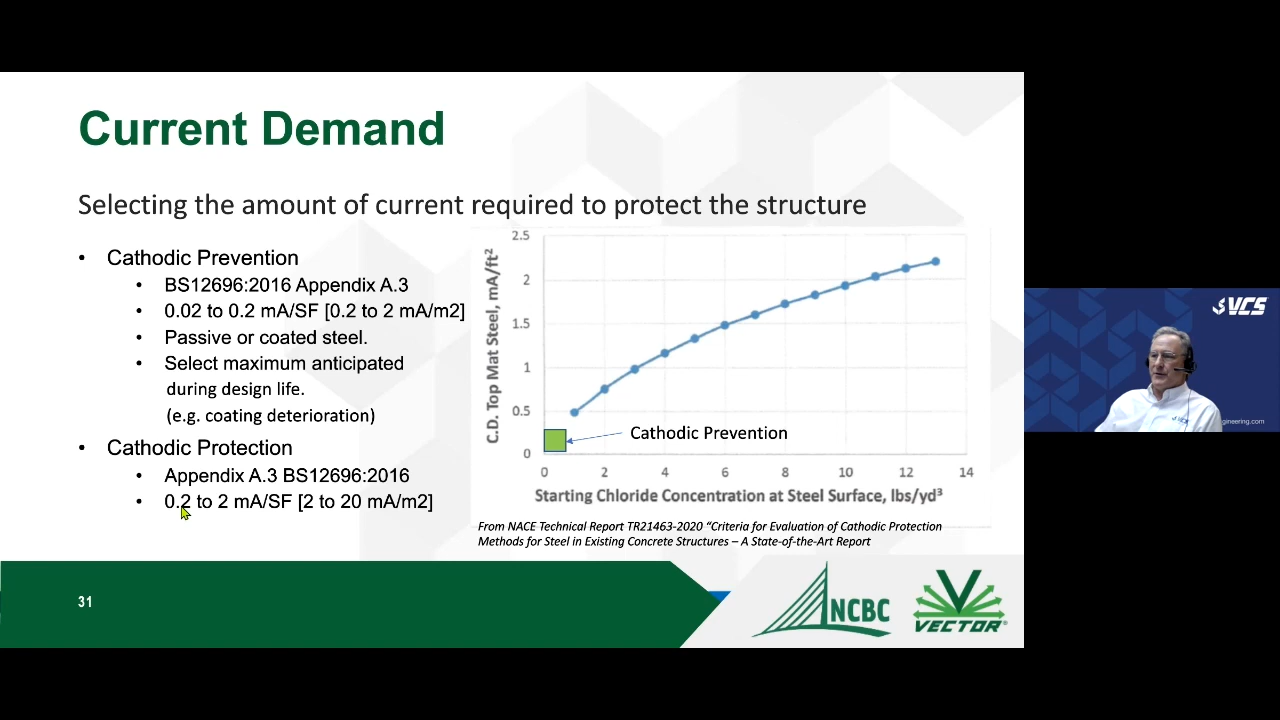 Current Demand
Selecting the amount of current required to protect the structure
• Cathodic Prevention
• BS12696:2016 Appendix A.3
• 0.02 to 0.2 mA/SF [0.2 to 2 mA/m2]
• Passive or coated steel.
• Select maximum anticipated
during design life.
(e.g. coating deterioration)
• Cathodic Protection
• Appendix A.3 BS12696:2016
• 0.2 to 2 mA/SF [2 to 20 mA/m2]
C.D. Top Mat Steel, mA/ft²
2.5
2
1.5
1
0.5
0
Cathodic Prevention
0 2 4 6 8 10 12 14
Starting Chloride Concentration at Steel Surface, lbs/yd³
From NACE Technical Report TR21463-2020 “Criteria for Evaluation of Cathodic Protection
Methods for Steel in Existing Concrete Structures – A State-of-the-Art Report
31
NCBC
VECTOR®
VCS
gineering.com